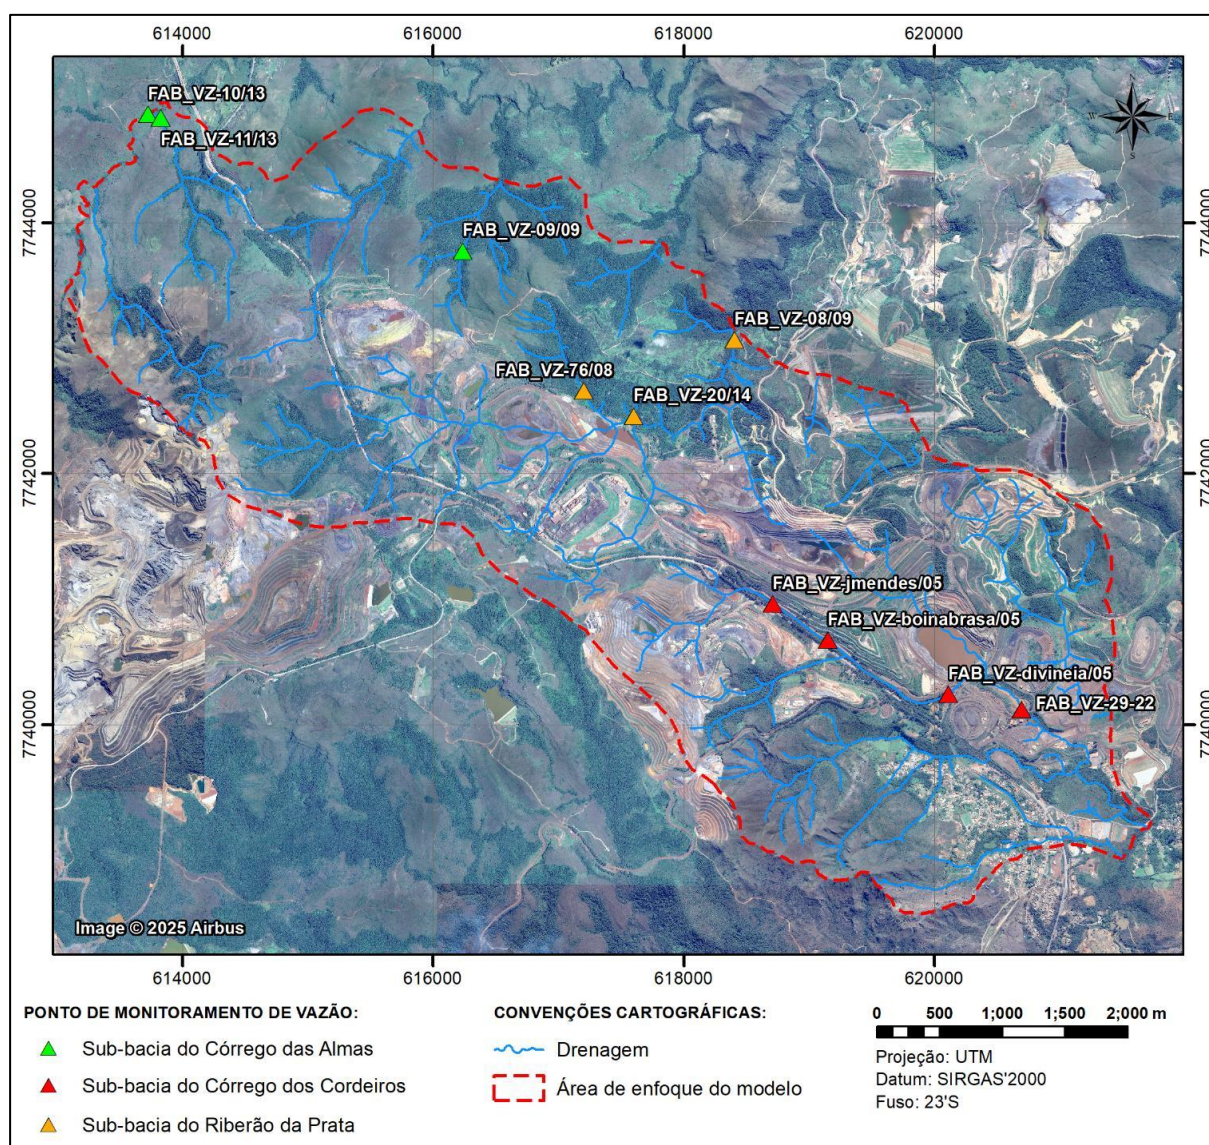 614000 616000 618000 620000
N
W E
S
FAB_VZ-10/13
FAB_VZ-11/13
7744000 7744000
FAB_VZ-09/09
FAB_VZ-08/09
FAB_VZ-76/08
FAB_VZ-20/14
7742000 7742000
FAB_VZ-jmendes/05
FAB_VZ-boinabrasa/05
FAB_VZ-divineia/05
FAB_VZ-29-22
7740000 7740000
Image © 2025 Airbus
614000 616000 618000 620000
PONTO DE MONITORAMENTO DE VAZÃO:
Sub-bacia do Córrego das Almas
Sub-bacia do Córrego dos Cordeiros
Sub-bacia do Riberão da Prata
CONVENÇÕES CARTOGRÁFICAS:
Drenagem
Área de enfoque do modelo
0 500 1;000 1;500 2;000 m
Projeção: UTM
Datum: SIRGAS'2000
Fuso: 23'S